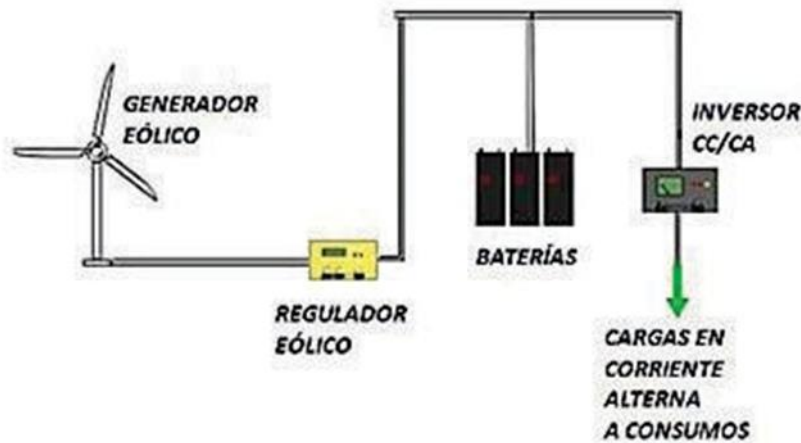 GENERADOR
EÓLICO
REGULADOR
EÓLICO
BATERÍAS
INVERSOR
CC/CA
CARGAS EN
CORRIENTE
ALTERNA
A CONSUMOS